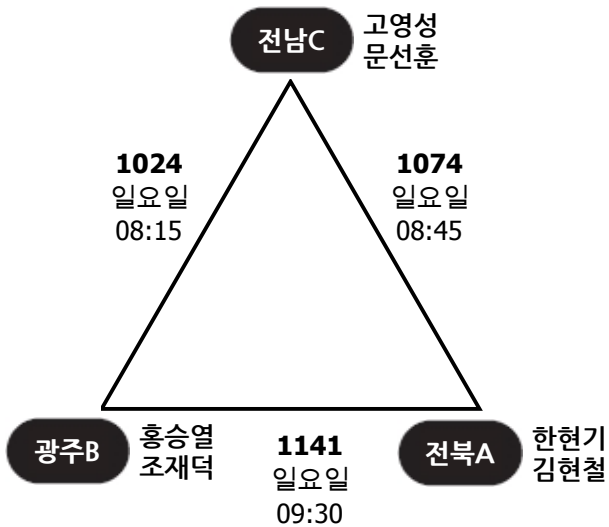 전남C
고영성
문선훈
1024
일요일
08:15
1074
일요일
08:45
광주B
홍승열
조재덕
1141
일요일
09:30
전북A
한현기
김현철